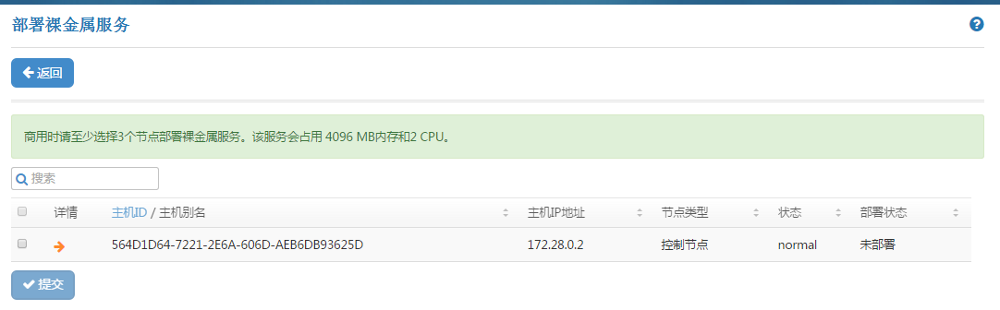 部署裸金属服务
返回
商用时请至少选择3个节点部署裸金属服务。该服务会占用 4096 MB内存和2 CPU。
搜索
详情 主机ID / 主机别名 主机IP地址 节点类型 状态 部署状态
564D1D64-7221-2E6A-606D-AEB6DB93625D 172.28.0.2 控制节点 normal 未部署
提交